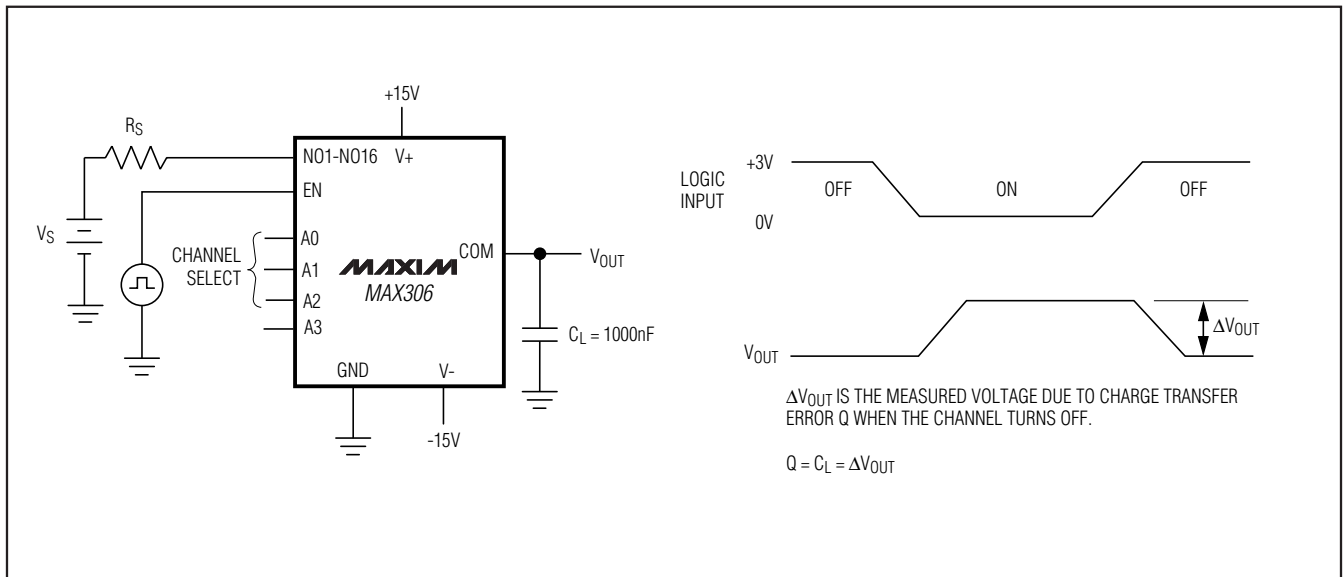 +15V
RS
NO1-NO16 V+
EN
VS
CHANNEL
SELECT
A0
A1
A2
A3
MAXIM
MAX306
COM
VOUT
CL = 1000nF
GND
V-
-15V
LOGIC
INPUT
+3V
0V
OFF
ON
OFF
VOUT
ΔVOUT
ΔVOUT IS THE MEASURED VOLTAGE DUE TO CHARGE TRANSFER
ERROR Q WHEN THE CHANNEL TURNS OFF.
Q = CL = ΔVOUT